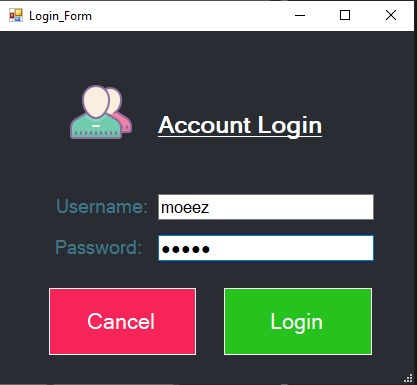 Login_Form
Account Login
Username: moeez
Password: ●●●●●
Cancel Login